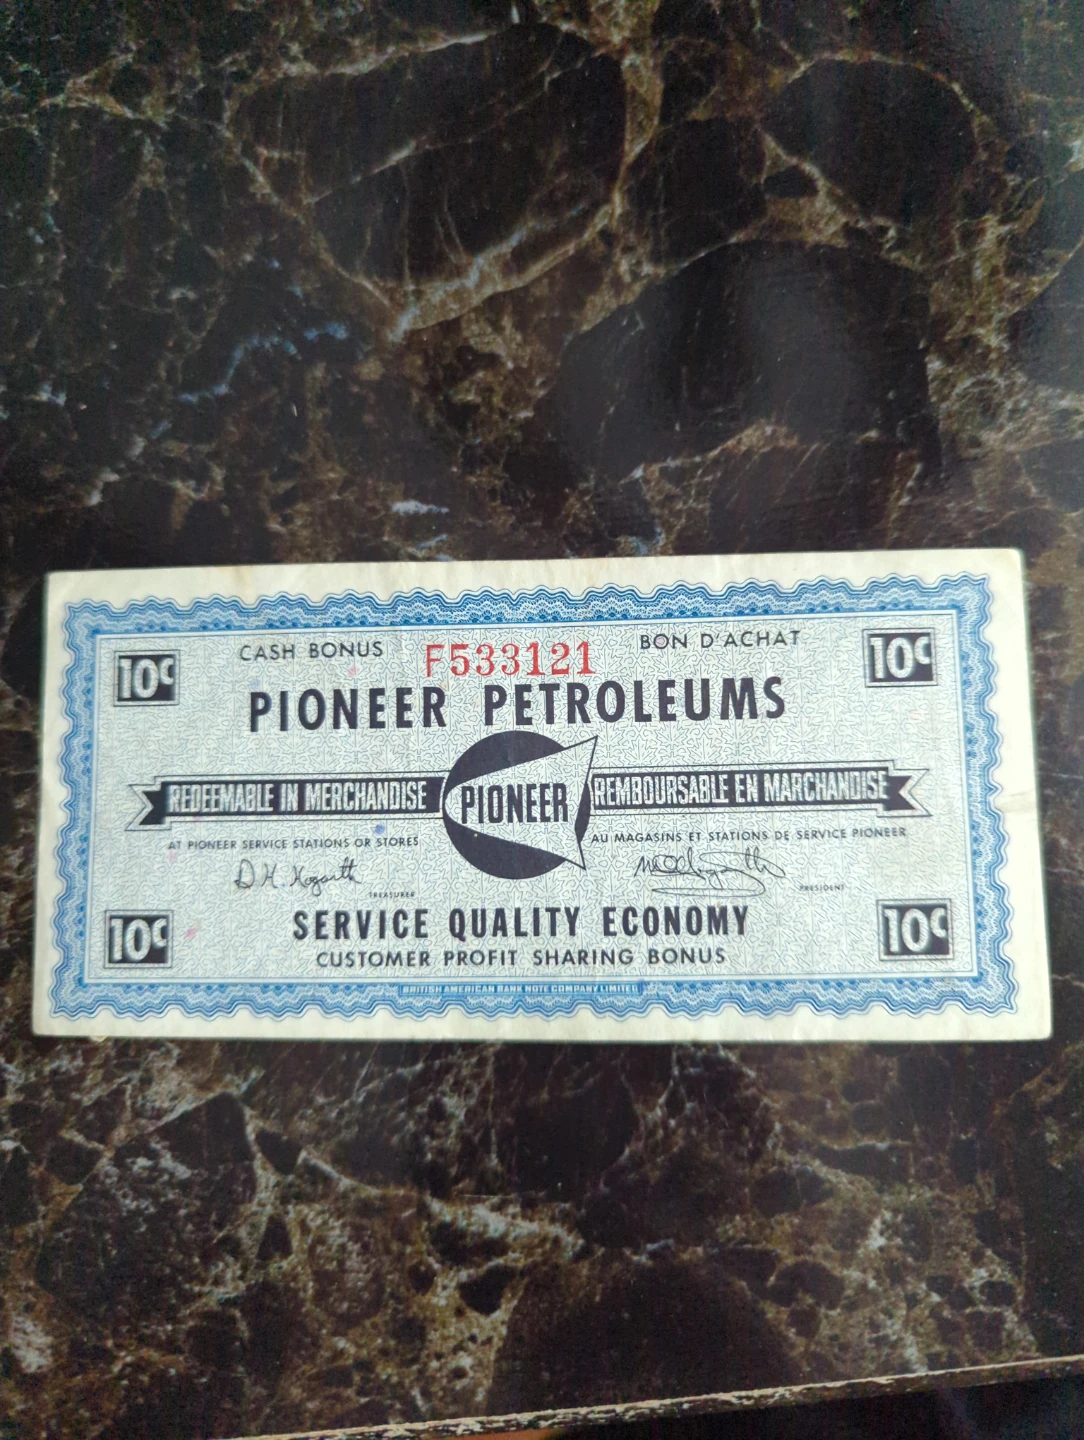 CASH BONUS F533121 BON D'ACHAT
10¢ 10¢
PIONEER PETROLEUMS
REDEEMABLE IN MERCHANDISE PIONEER REMBOURSABLE EN MARCHANDISE
AT PIONEER SERVICE STATIONS OR STORES AU MAGASINS ET STATIONS DE SERVICE PIONEER
D.H. Hogarth
TREASURER PRESIDENT
10¢ 10¢
SERVICE QUALITY ECONOMY
CUSTOMER PROFIT SHARING BONUS
BRITISH AMERICAN BANK NOTE COMPANY LIMITED